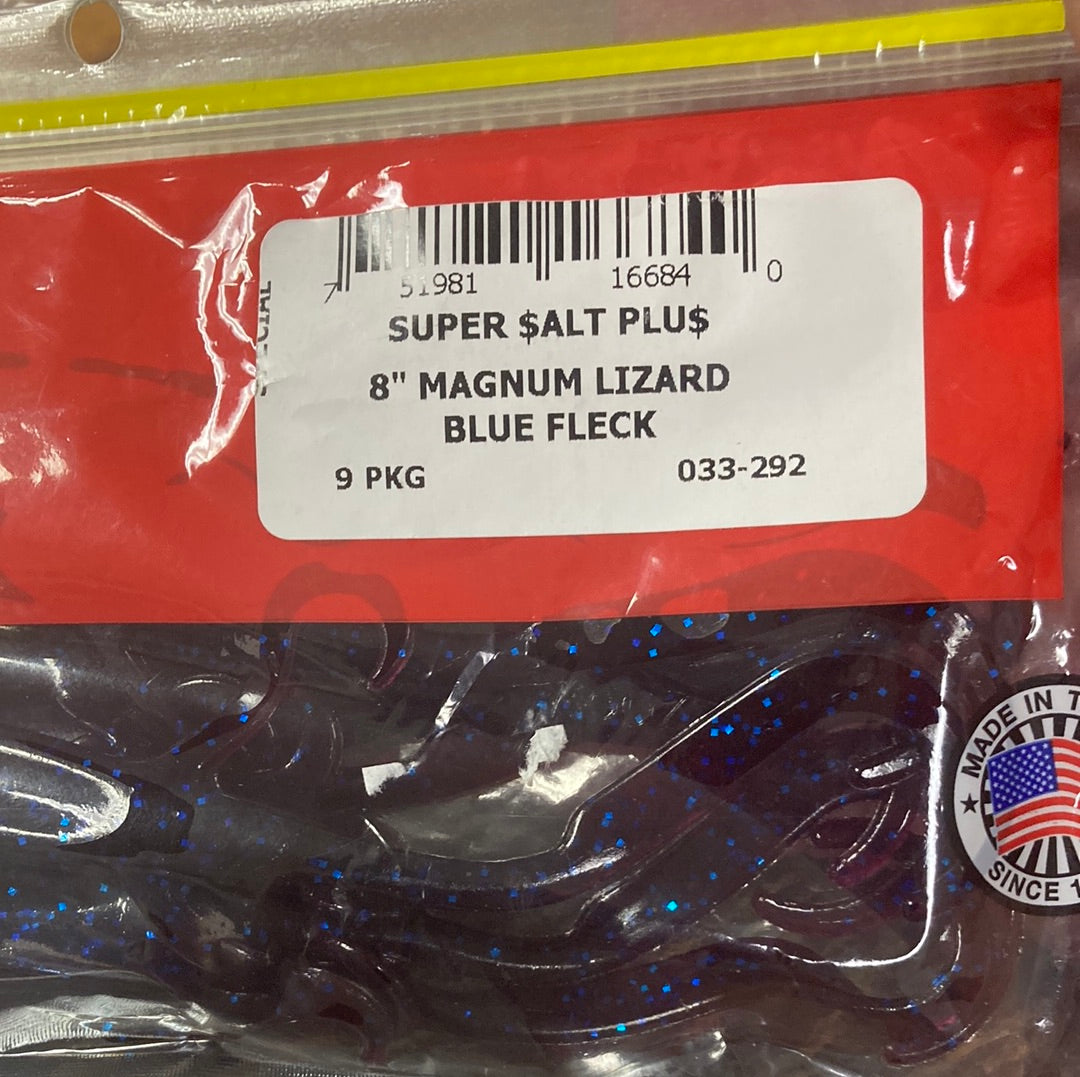 7 51981 16684 0
SUPER $ALT PLU$
8" MAGNUM LIZARD
BLUE FLECK
9 PKG 033-292
MADE IN
SINCE